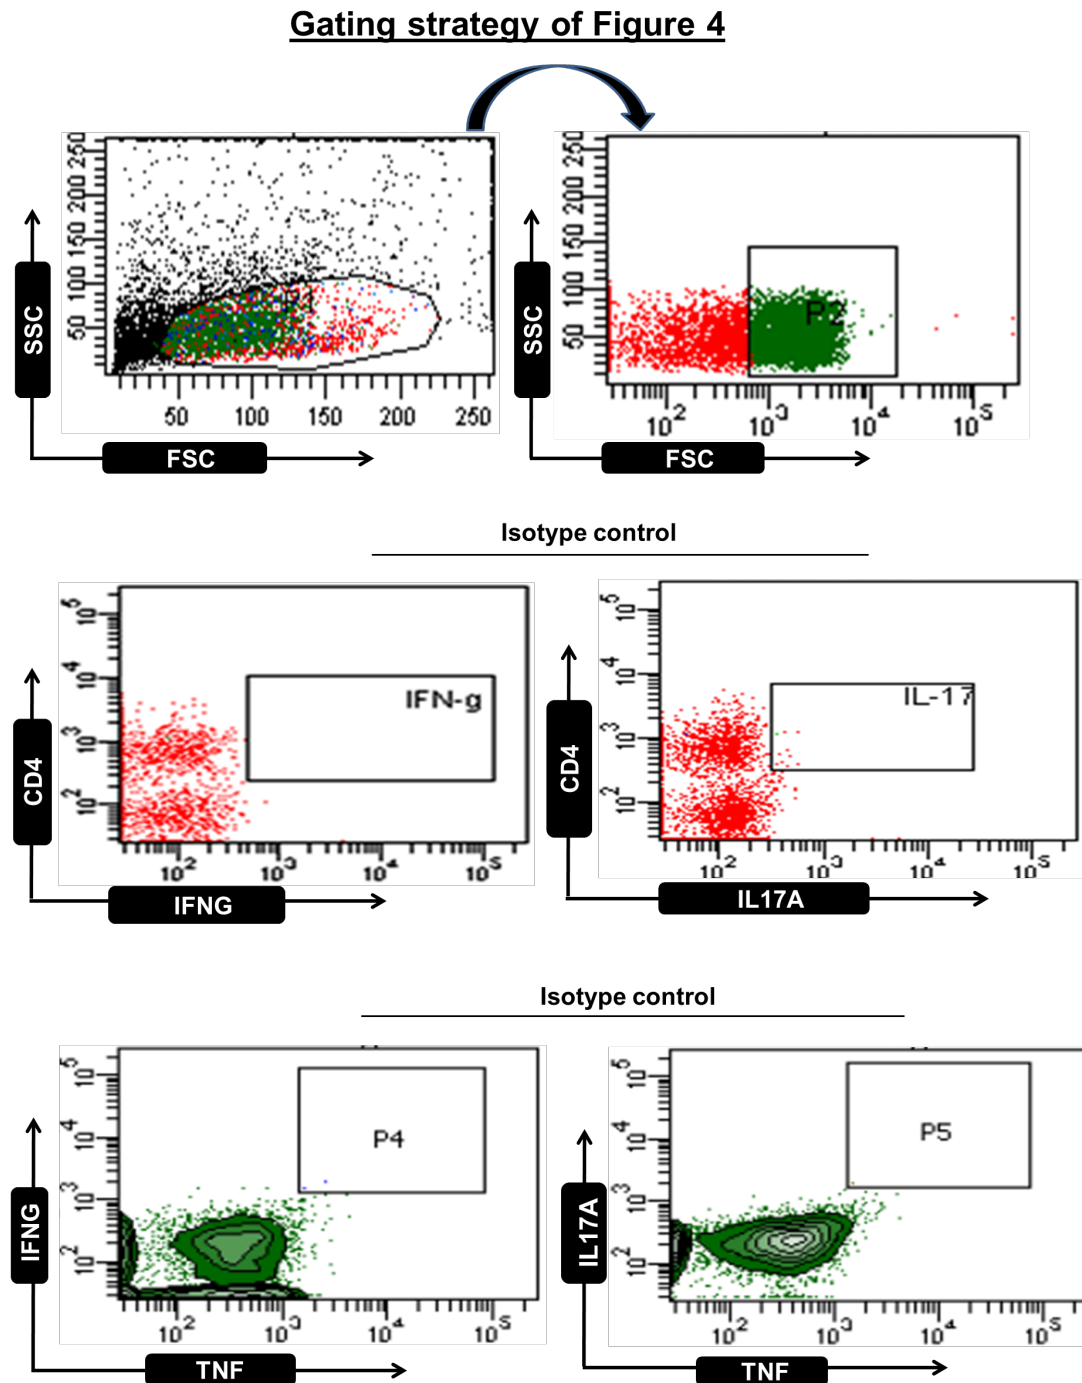 Gating strategy of Figure 4
250
200
150
100
50
SSC
50 100 150 200 250
FSC
250
200
150
100
50
SSC
P2
10² 10³ 10⁴ 10⁵
FSC
Isotype control
10⁵
10⁴
10³
10²
CD4
IFN-g
10² 10³ 10⁴ 10⁵
IFNG
10⁵
10⁴
10³
10²
CD4
IL-17
10² 10³ 10⁴ 10⁵
IL17A
Isotype control
10⁵
10⁴
10³
10²
IFNG
P4
10² 10³ 10⁴ 10⁵
TNF
10⁵
10⁴
10³
10²
IL17A
P5
10² 10³ 10⁴ 10⁵
TNF